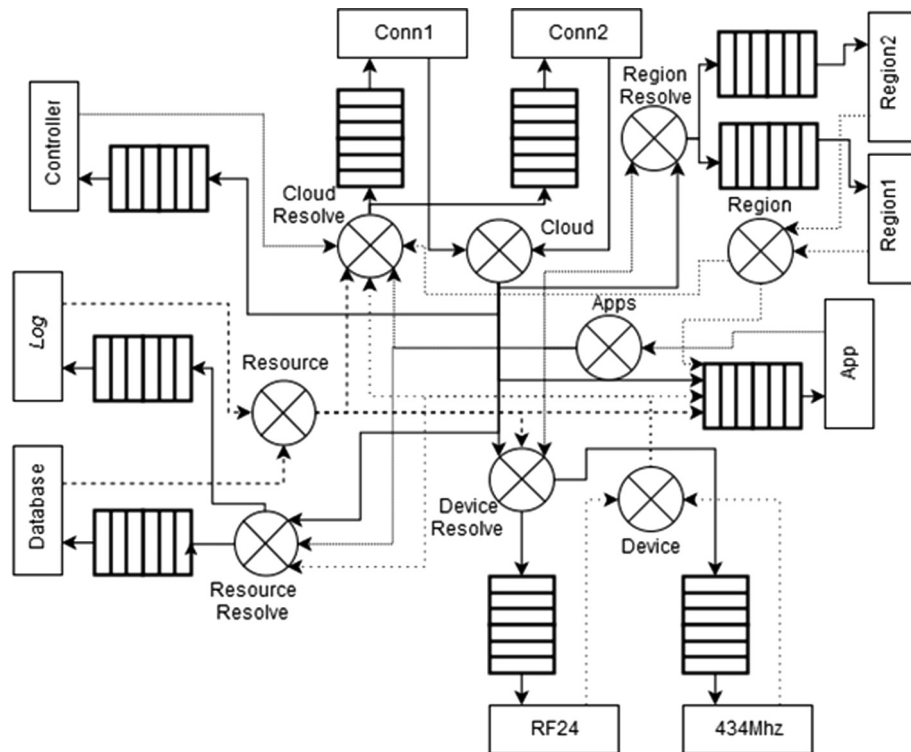 Conn1
Conn2
Region
Resolve
Region2
Controller
Cloud
Resolve
Cloud
Region
Region1
Log
Resource
Apps
App
Database
Device
Resolve
Device
Resource
Resolve
RF24
434Mhz